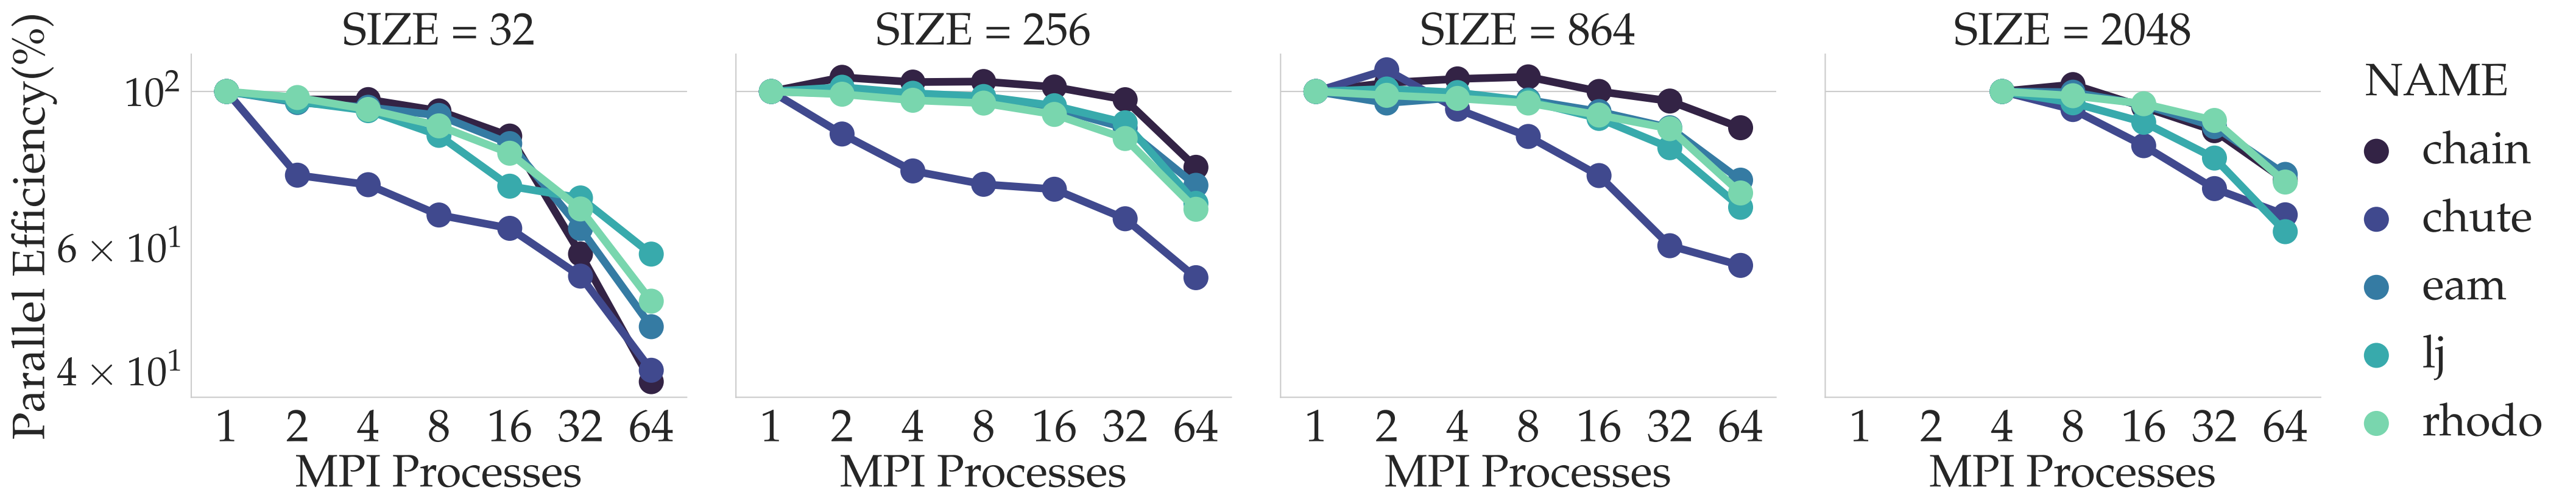 Parallel Efficiency(%)
10²
6 × 10¹
4 × 10¹
SIZE = 32
1 2 4 8 16 32 64
MPI Processes
SIZE = 256
1 2 4 8 16 32 64
MPI Processes
SIZE = 864
1 2 4 8 16 32 64
MPI Processes
SIZE = 2048
1 2 4 8 16 32 64
MPI Processes
NAME
chain
chute
eam
lj
rhodo